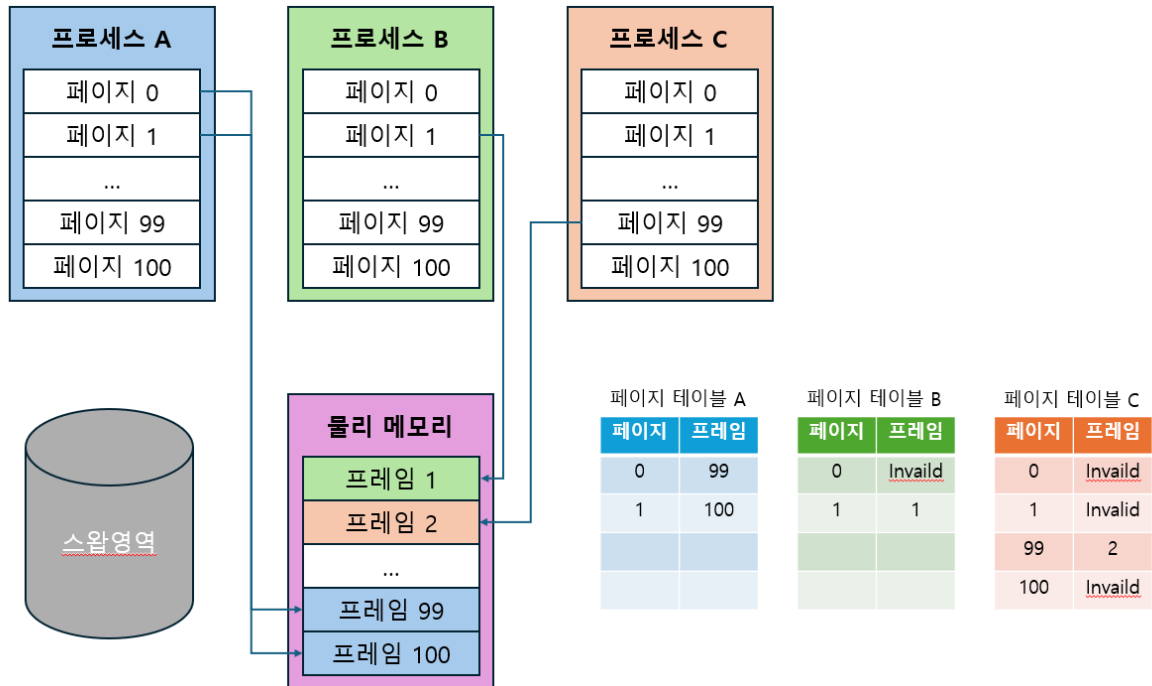 프로세스 A
페이지 0
페이지 1
...
페이지 99
페이지 100
프로세스 B
페이지 0
페이지 1
...
페이지 99
페이지 100
프로세스 C
페이지 0
페이지 1
...
페이지 99
페이지 100
스왑영역
물리 메모리
프레임 1
프레임 2
...
프레임 99
프레임 100
페이지 테이블 A
페이지 프레임
0 99
1 100
페이지 테이블 B
페이지 프레임
0 Invaild
1 1
페이지 테이블 C
페이지 프레임
0 Invaild
1 Invalid
99 2
100 Invaild